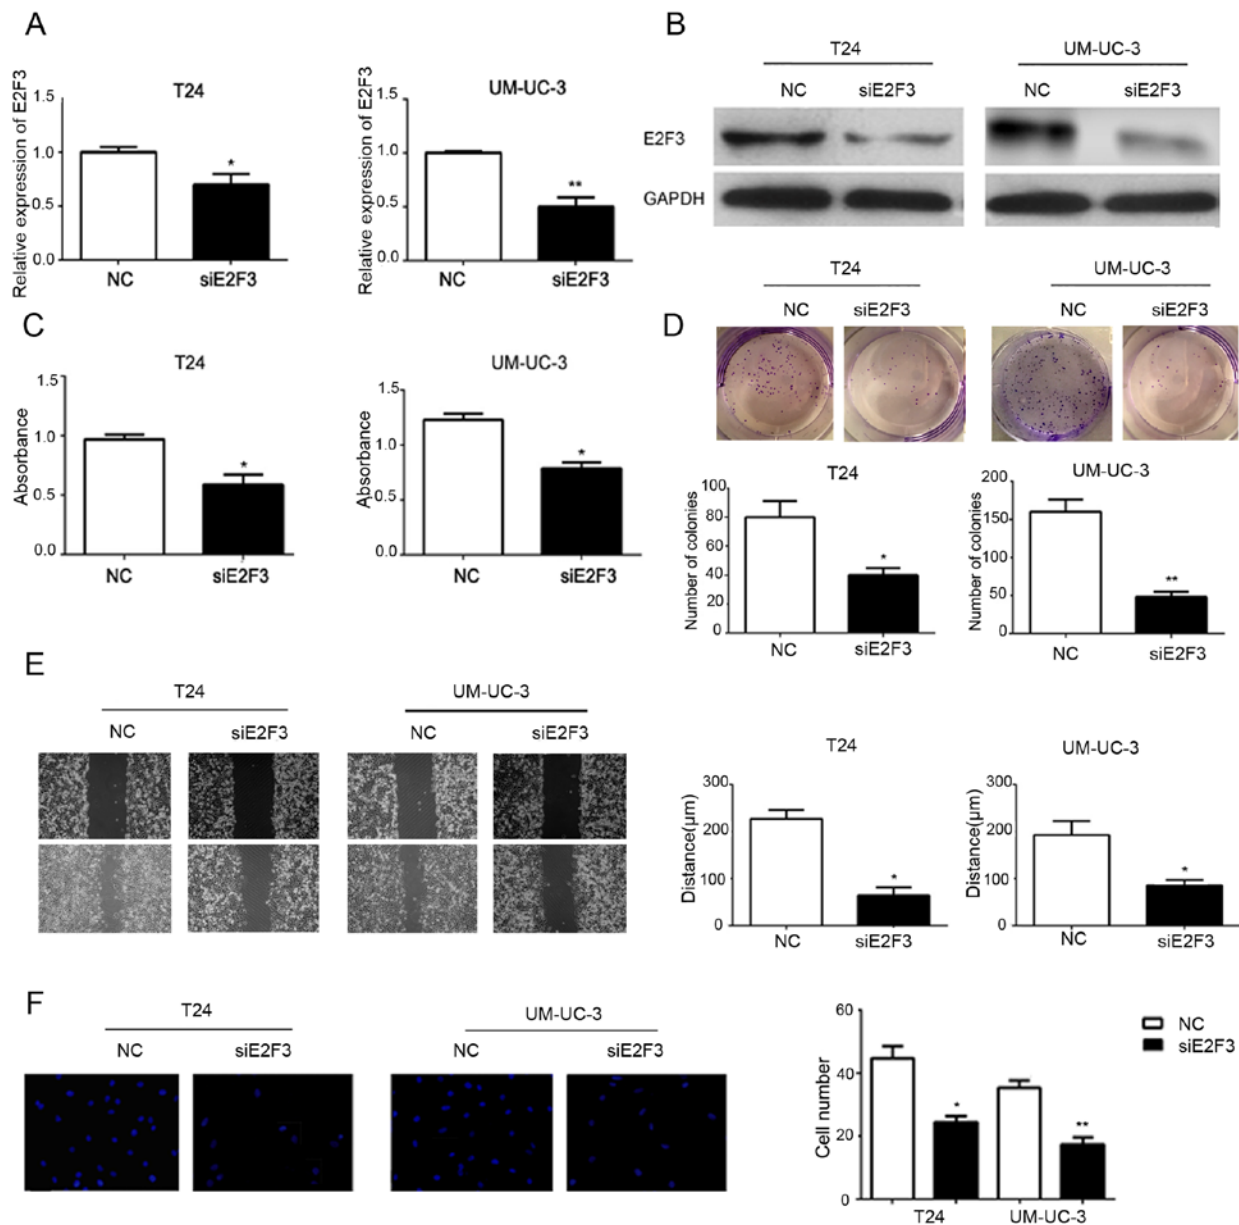 A
T24
Relative expression of E2F3
1.5
1.0
0.5
0.0
NC
siE2F3
UM-UC-3
Relative expression of E2F3
1.5
1.0
0.5
0.0
*
**
NC
siE2F3
B
T24
UM-UC-3
NC
siE2F3
NC
siE2F3
E2F3
GAPDH
C
T24
Absorbance
1.5
1.0
0.5
0.0
*
NC
siE2F3
UM-UC-3
Absorbance
1.5
1.0
0.5
0.0
*
NC
siE2F3
D
T24
UM-UC-3
NC
siE2F3
NC
siE2F3
T24
Number of colonies
100
80
60
40
20
0
*
NC
siE2F3
UM-UC-3
Number of colonies
200
150
100
50
0
**
NC
siE2F3
E
T24
UM-UC-3
NC
siE2F3
NC
siE2F3
T24
Distance(μm)
300
200
100
0
*
NC
siE2F3
UM-UC-3
Distance(μm)
300
200
100
0
*
NC
siE2F3
F
T24
UM-UC-3
NC
siE2F3
NC
siE2F3
Cell number
60
40
20
0
*
**
T24
UM-UC-3
NC
siE2F3